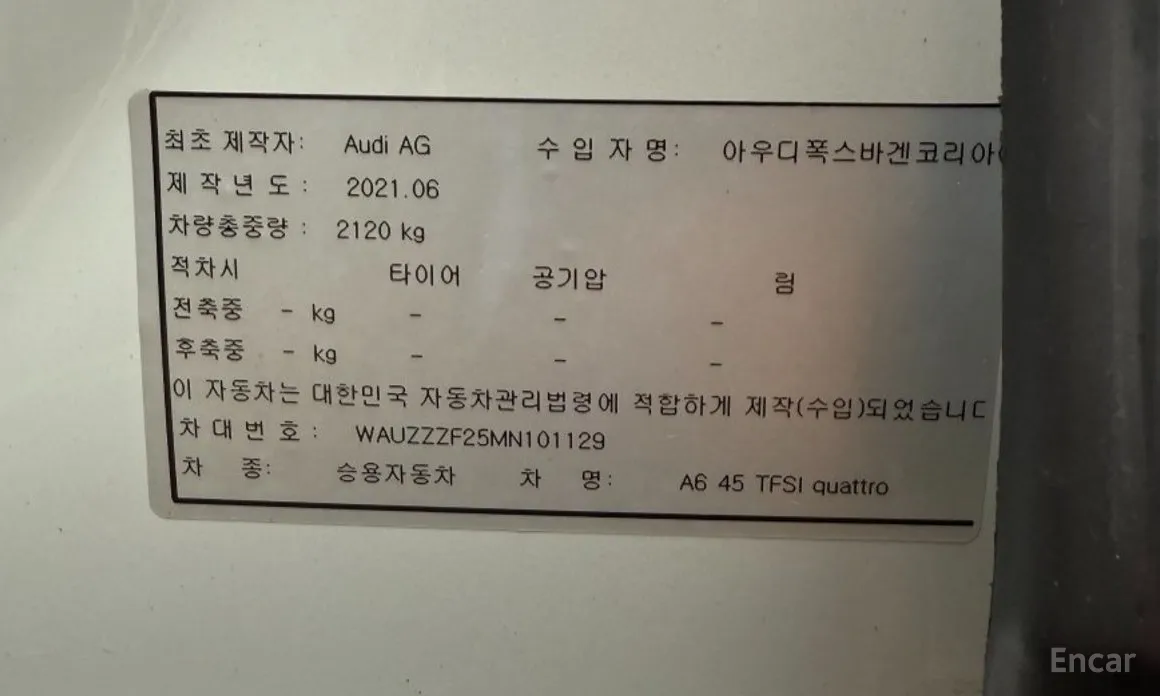 최초 제작자: Audi AG 수 입 자 명: 아우디폭스바겐코리아
제 작 년 도 : 2021.06
차량총중량 : 2120 kg
적차시 타이어 공기압 림
전축중 - kg - - -
후축중 - kg - - -
이 자동차는 대한민국 자동차관리법령에 적합하게 제작(수입)되었습니
차 대 번 호 : WAUZZZF25MN101129
차 종: 승용자동차 차 명: A6 45 TFSI quattro
Encar